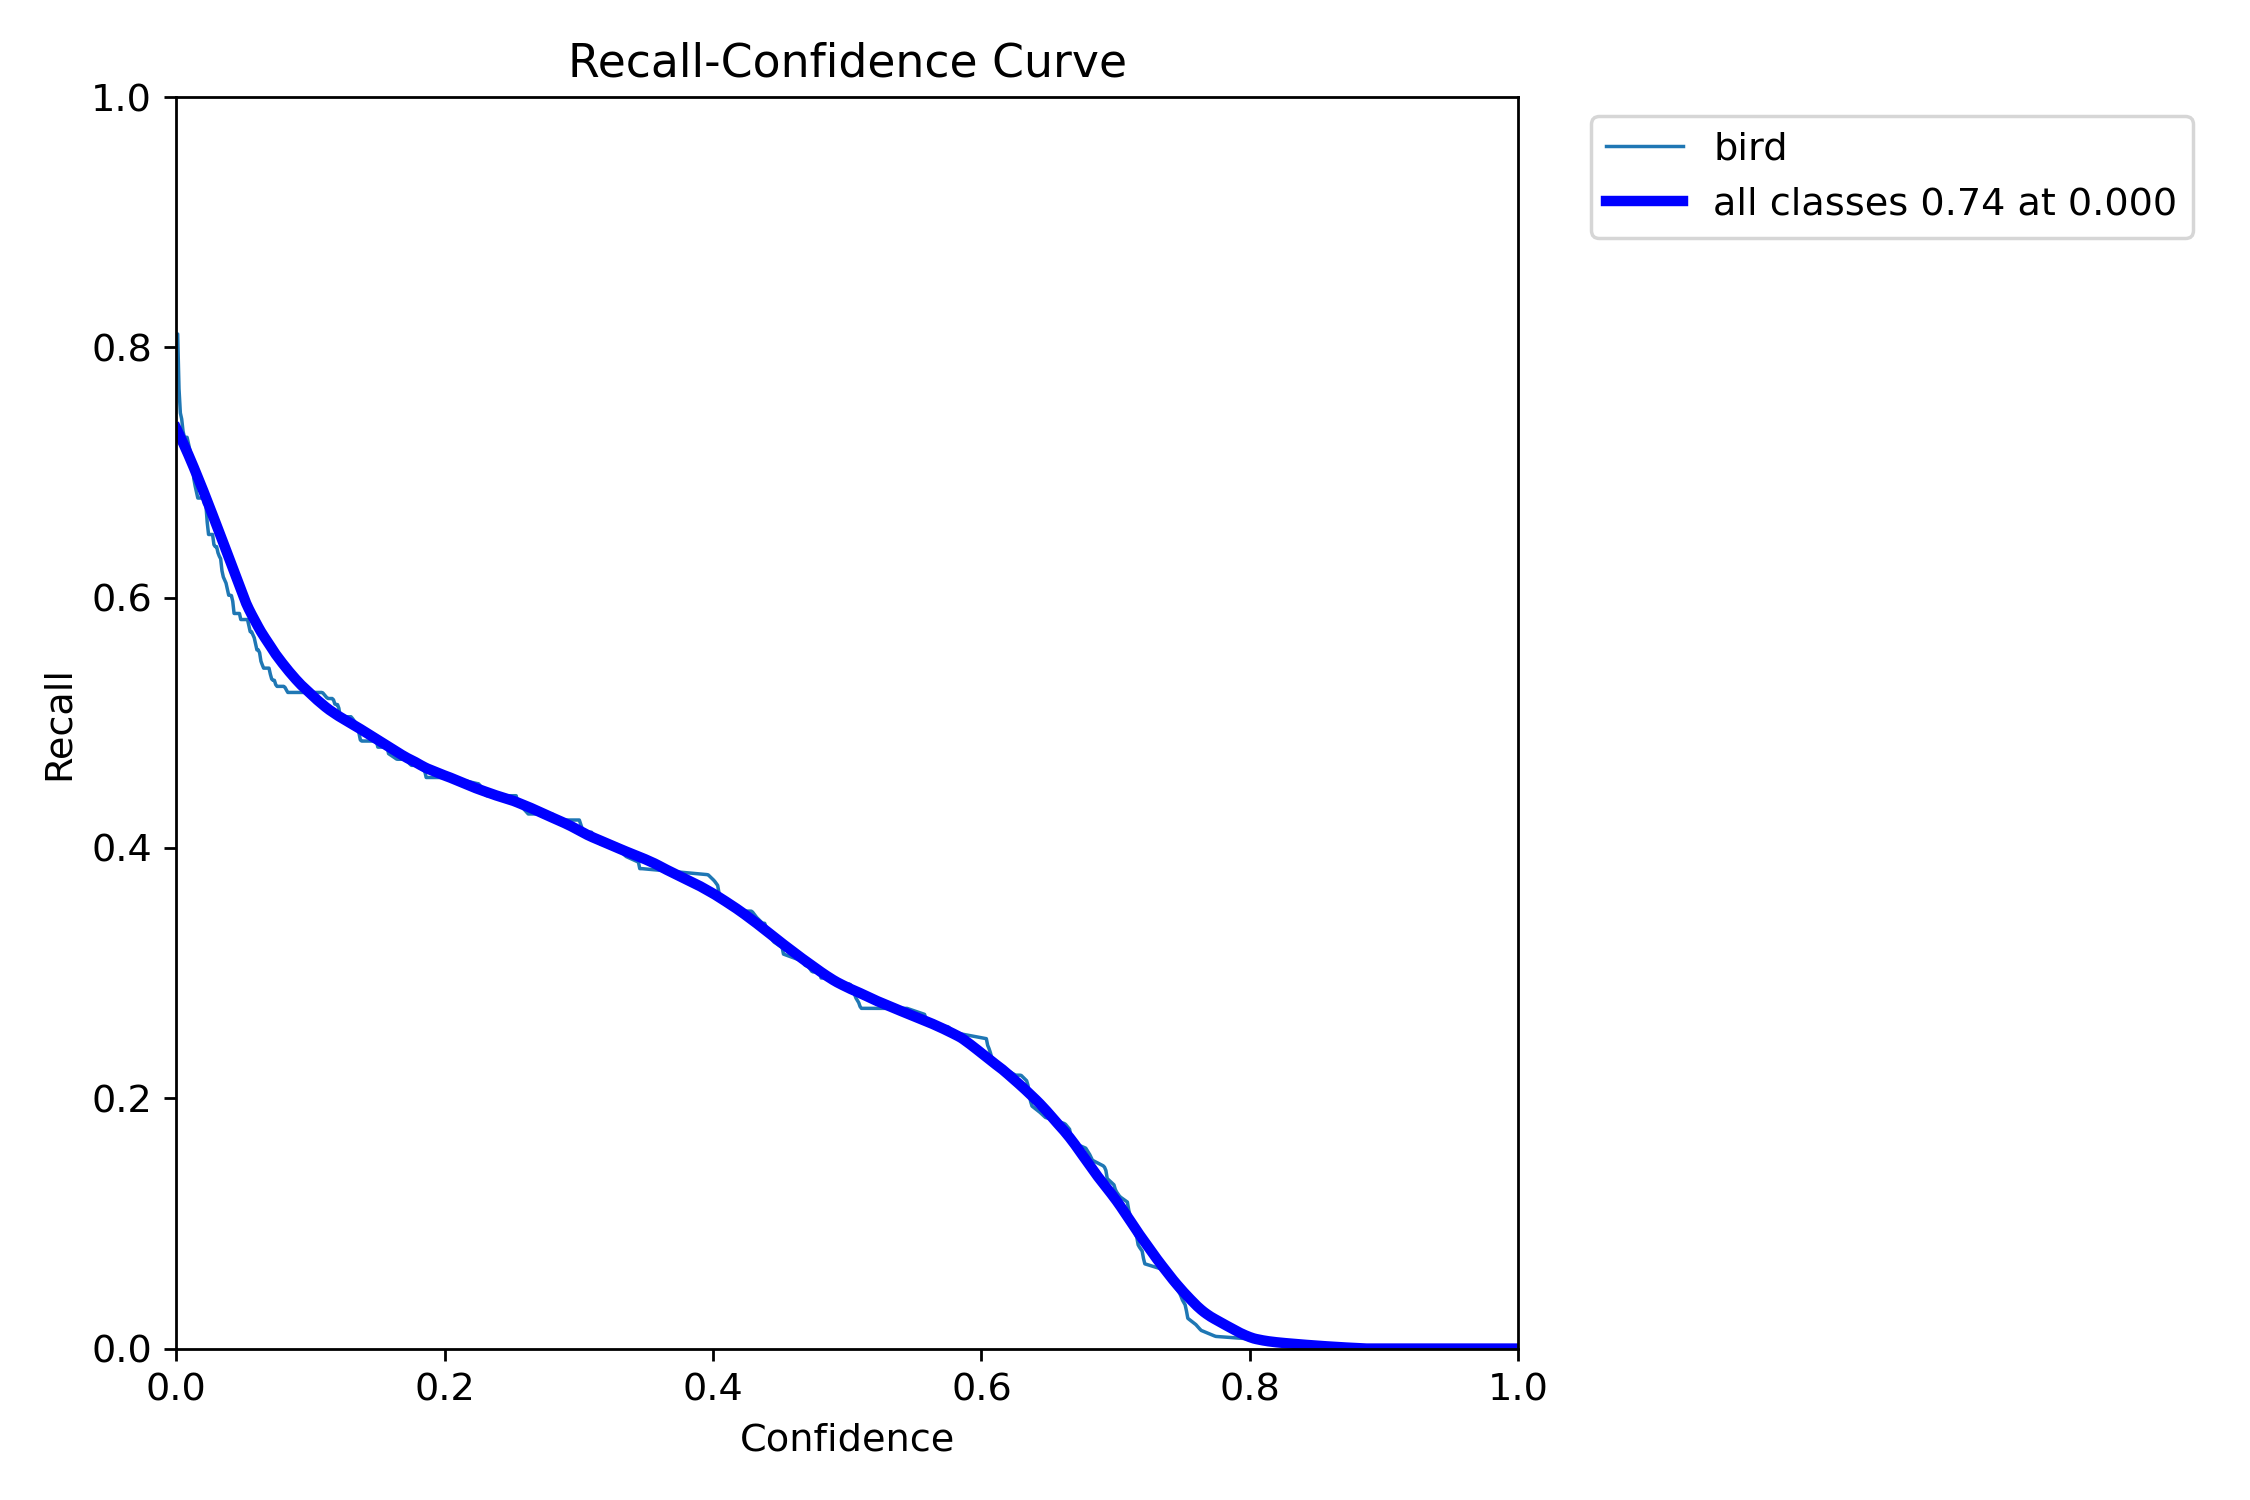 Recall-Confidence Curve
1.0
0.8
0.6
0.4
0.2
0.0
Recall
0.0 0.2 0.4 0.6 0.8 1.0
Confidence
bird
all classes 0.74 at 0.000